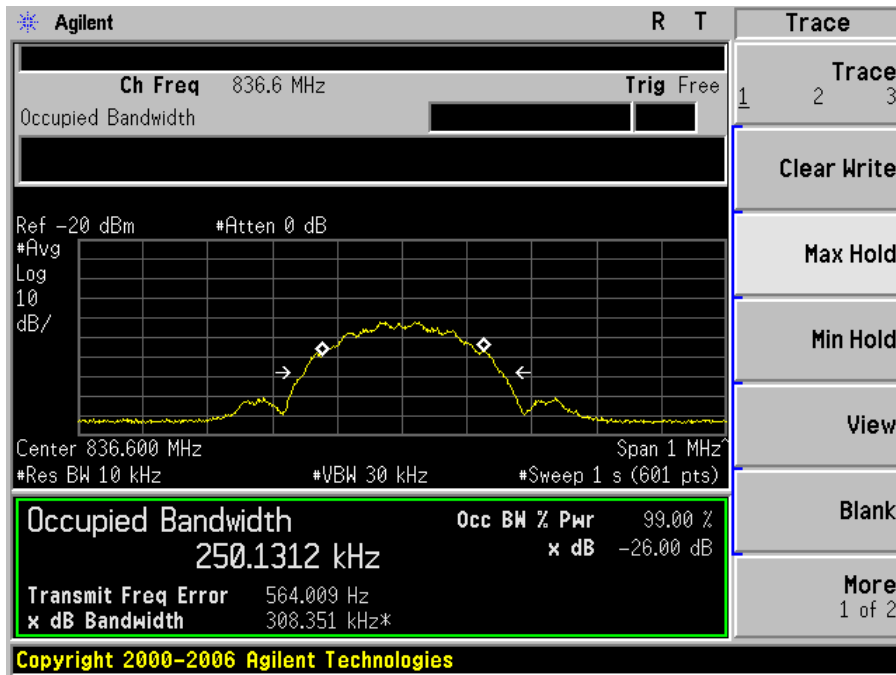 Agilent R T Trace
Ch Freq 836.6 MHz Trig Free
Occupied Bandwidth
Trace
1 2 3
Clear Write
Max Hold
Min Hold
View
Blank
More
1 of 2
Ref -20 dBm #Atten 0 dB
#Avg
Log
10
dB/
Center 836.600 MHz Span 1 MHz^
#Res BW 10 kHz #VBW 30 kHz #Sweep 1 s (601 pts)
Occupied Bandwidth Occ BW % Pwr 99.00 %
250.1312 kHz x dB -26.00 dB
Transmit Freq Error 564.009 Hz
x dB Bandwidth 308.351 kHz*
Copyright 2000-2006 Agilent Technologies